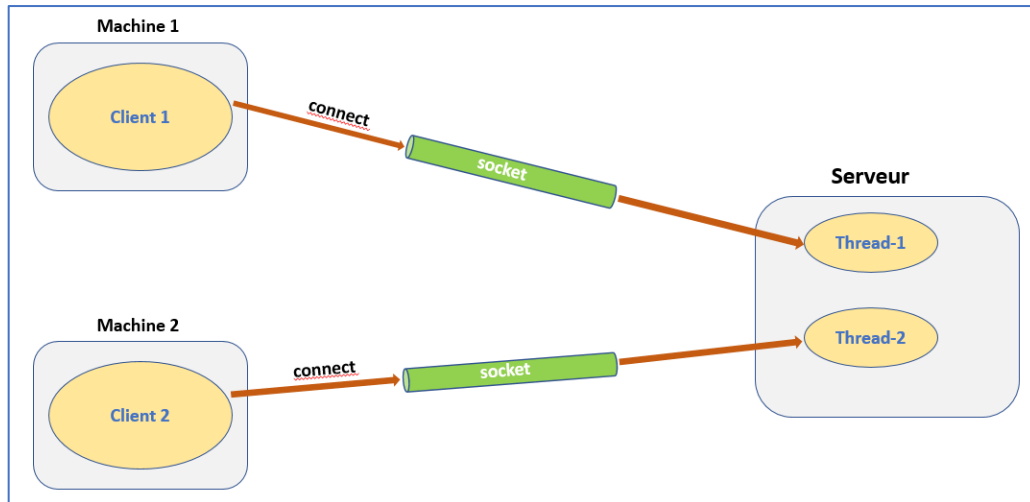 Machine 1
Client 1
connect
socket
Serveur
Thread-1
Machine 2
Thread-2
connect
socket
Client 2